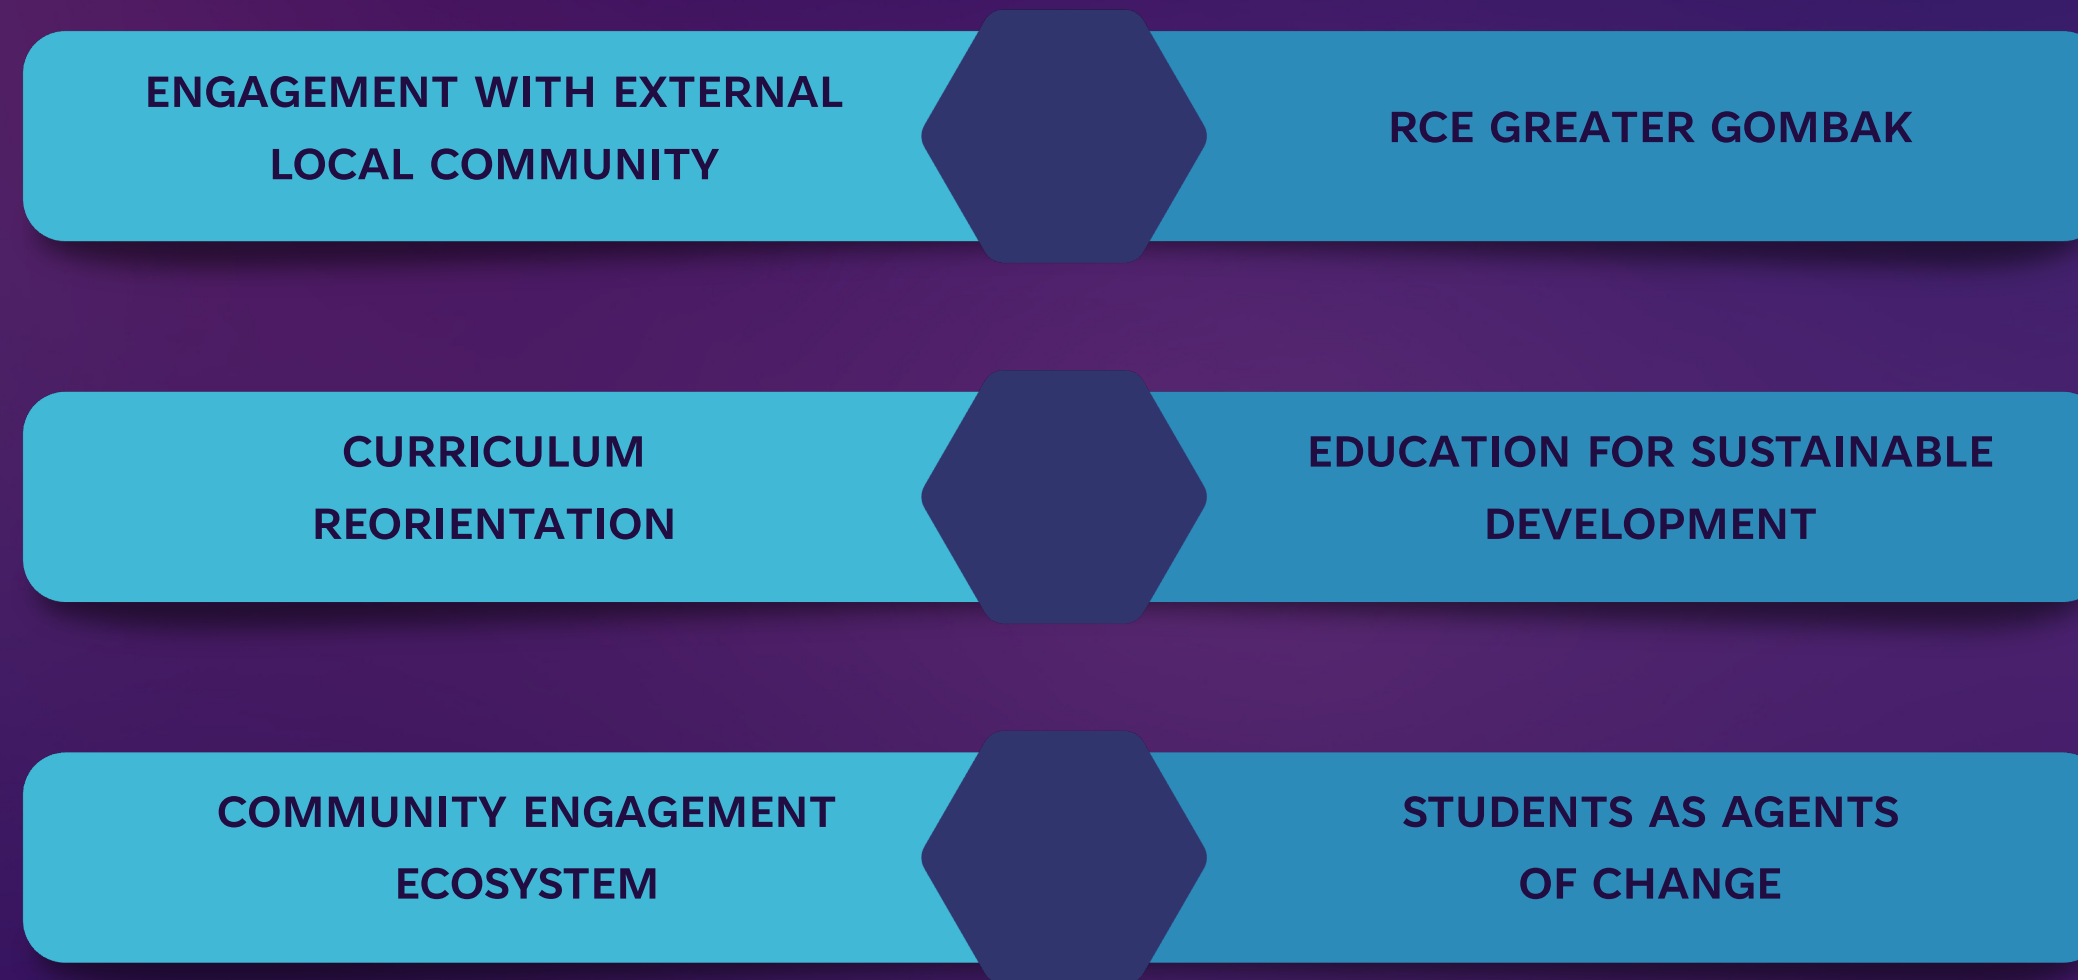 ENGAGEMENT WITH EXTERNAL
LOCAL COMMUNITY
RCE GREATER GOMBAK
CURRICULUM
REORIENTATION
EDUCATION FOR SUSTAINABLE
DEVELOPMENT
COMMUNITY ENGAGEMENT
ECOSYSTEM
STUDENTS AS AGENTS
OF CHANGE